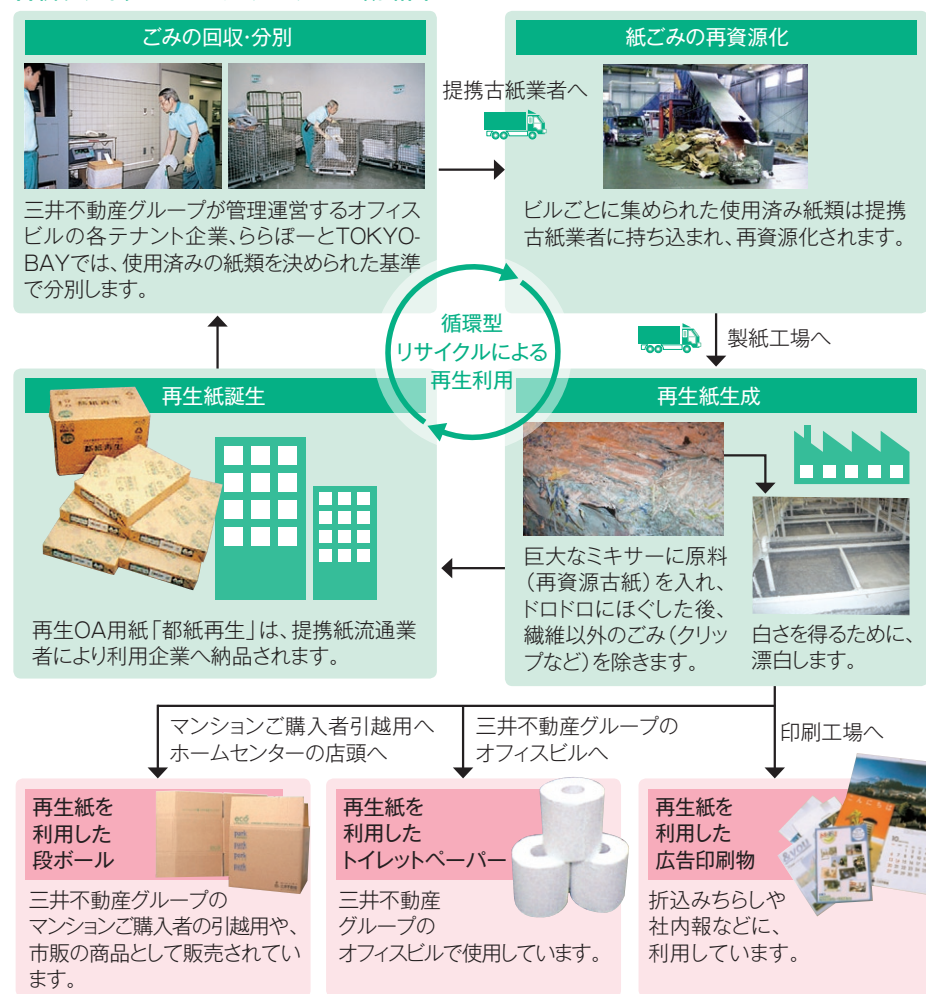 ごみの回収・分別
三井不動産グループが管理運営するオフィス
ビルの各テナント企業、ららぽーとTOKYO-
BAYでは、使用済みの紙類を決められた基準
で分別します。
提携古紙業者へ
紙ごみの再資源化
ビルごとに集められた使用済み紙類は提携
古紙業者に持ち込まれ、再資源化されます。
循環型
リサイクルによる
再生利用
製紙工場へ
再生紙誕生
都紙再生
再生OA用紙「都紙再生」は、提携紙流通業
者により利用企業へ納品されます。
再生紙生成
巨大なミキサーに原料
(再資源古紙)を入れ、
ドロドロにほぐした後、
繊維以外のごみ(クリッ
プなど)を除きます。
白さを得るために、
漂白します。
マンションご購入者引越用へ
ホームセンターの店頭へ
三井不動産グループの
オフィスビルへ
印刷工場へ
再生紙を
利用した
段ボール
eco
三井不動産グループの
マンションご購入者の引越用や、
市販の商品として販売されてい
ます。
再生紙を
利用した
トイレットペーパー
三井不動産
グループの
オフィスビルで使用しています。
再生紙を
利用した
広告印刷物
こんにちは
折込みちらしや
社内報などに、
利用しています。